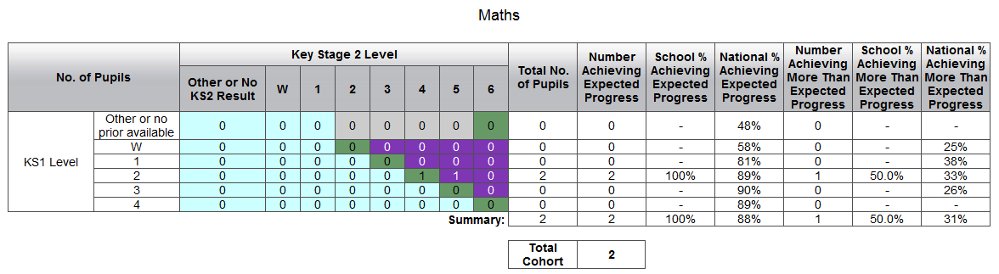 Maths
No. of Pupils
Key Stage 2 Level
Total No. of Pupils
Number Achieving Expected Progress
School % Achieving Expected Progress
National % Achieving Expected Progress
Number Achieving More Than Expected Progress
School % Achieving More Than Expected Progress
National % Achieving More Than Expected Progress
Other or No KS2 Result W 1 2 3 4 5 6
KS1 Level
Other or no prior available 0 0 0 0 0 0 0 0 0 0 - 48% 0 - -
W 0 0 0 0 0 0 0 0 0 0 - 58% 0 - 25%
1 0 0 0 0 0 0 0 0 0 0 - 81% 0 - 38%
2 0 0 0 0 0 1 1 0 2 2 100% 89% 1 50.0% 33%
3 0 0 0 0 0 0 0 0 0 0 - 90% 0 - 26%
4 0 0 0 0 0 0 0 0 0 0 - 89% 0 - -
Summary: 2 2 100% 88% 1 50.0% 31%
Total Cohort 2